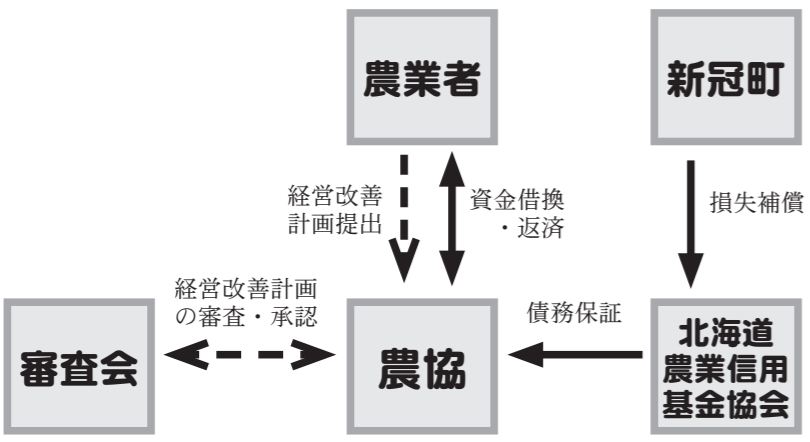 農業者
新冠町
経営改善
計画提出
資金借換
・返済
損失補償
経営改善計画
の審査・承認
債務保証
審査会
農協
北海道
農業信用
基金協会